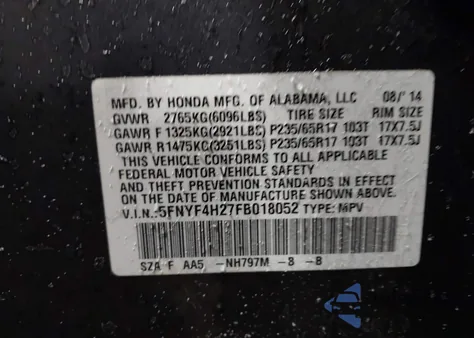 MFD. BY HONDA MFG. OF ALABAMA, LLC 08/'14
GVWR 2765KG(6096LBS) TIRE SIZE RIM SIZE
GAWR F 1325KG(2921LBS) P235/65R17 103T 17X7.5J
GAWR R1475KG(3251LBS) P235/65R17 103T 17X7.5J
THIS VEHICLE CONFORMS TO ALL APPLICABLE
FEDERAL MOTOR VEHICLE SAFETY
AND THEFT PREVENTION STANDARDS IN EFFECT
ON THE DATE OF MANUFACTURE SHOWN ABOVE.
V.I.N.:5FNYF4H27FB018052 TYPE: MPV
SZA F AA5 -NH797M -B -B